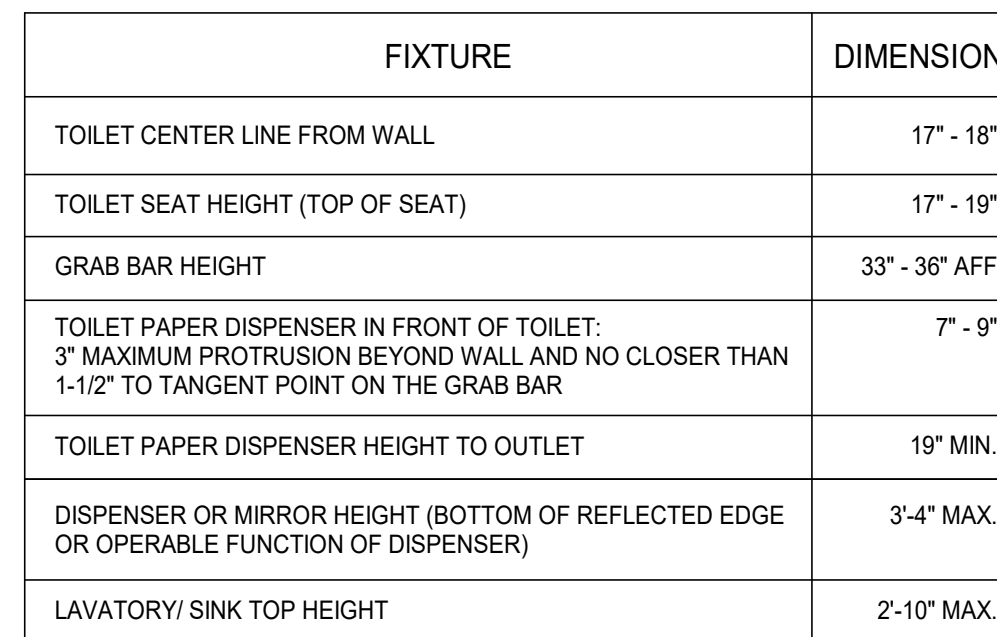 FIXTURE DIMENSION
TOILET CENTER LINE FROM WALL 17" - 18"
TOILET SEAT HEIGHT (TOP OF SEAT) 17" - 19"
GRAB BAR HEIGHT 33" - 36" AFF
TOILET PAPER DISPENSER IN FRONT OF TOILET: 7" - 9"
3" MAXIMUM PROTRUSION BEYOND WALL AND NO CLOSER THAN
1-1/2" TO TANGENT POINT ON THE GRAB BAR
TOILET PAPER DISPENSER HEIGHT TO OUTLET 19" MIN.
DISPENSER OR MIRROR HEIGHT (BOTTOM OF REFLECTED EDGE 3'-4" MAX.
OR OPERABLE FUNCTION OF DISPENSER)
LAVATORY/ SINK TOP HEIGHT 2'-10" MAX.